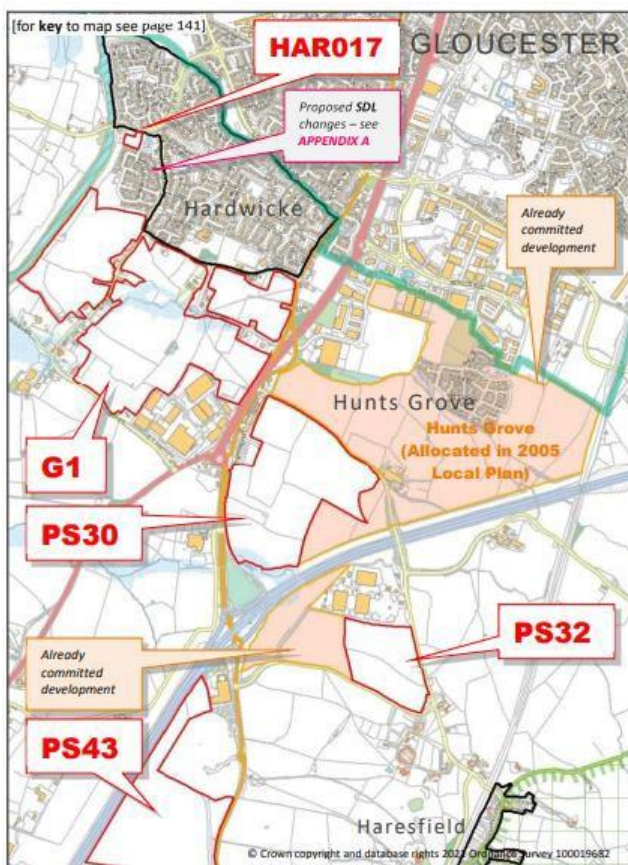 [for key to map see page 141]
GLOUCESTER
HAR017
Proposed SDL
changes – see
APPENDIX A
Hardwicke
Already
committed
development
Hunts Grove
Hunts Grove
(Allocated in 2005
Local Plan)
G1
PS30
PS32
Already
committed
development
PS43
Haresfield
© Crown copyright and database rights 2023 Ordnance Survey 100019682